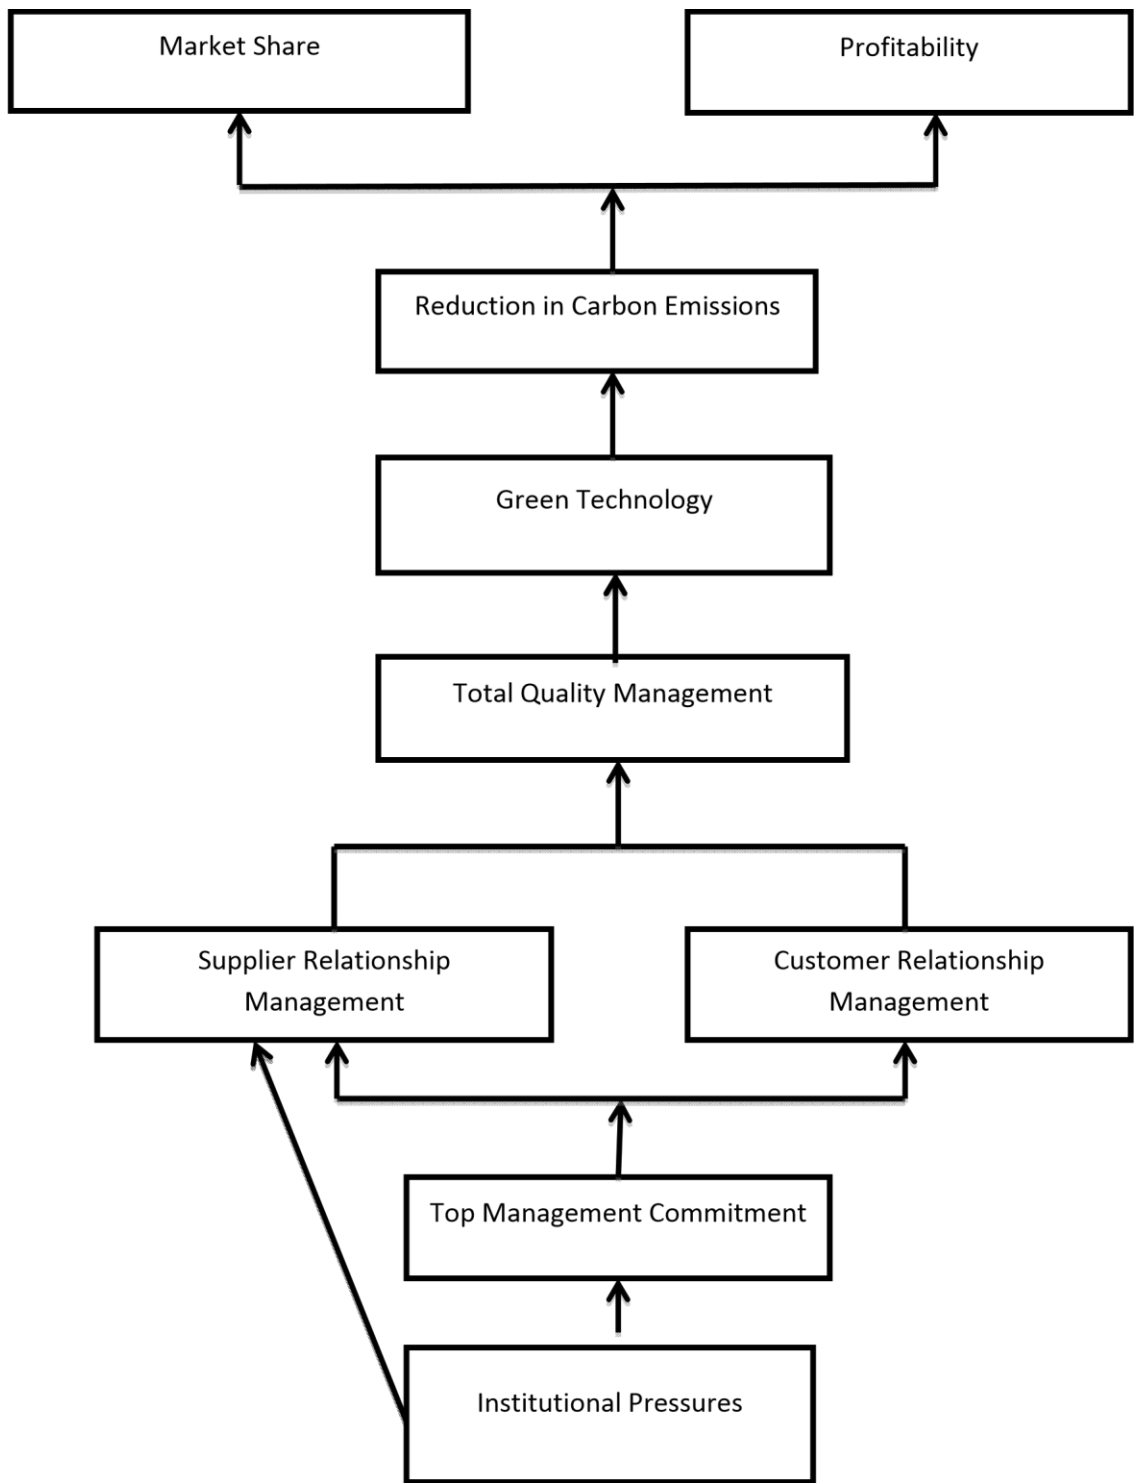 Market Share
Profitability
Reduction in Carbon Emissions
Green Technology
Total Quality Management
Supplier Relationship
Management
Customer Relationship
Management
Top Management Commitment
Institutional Pressures